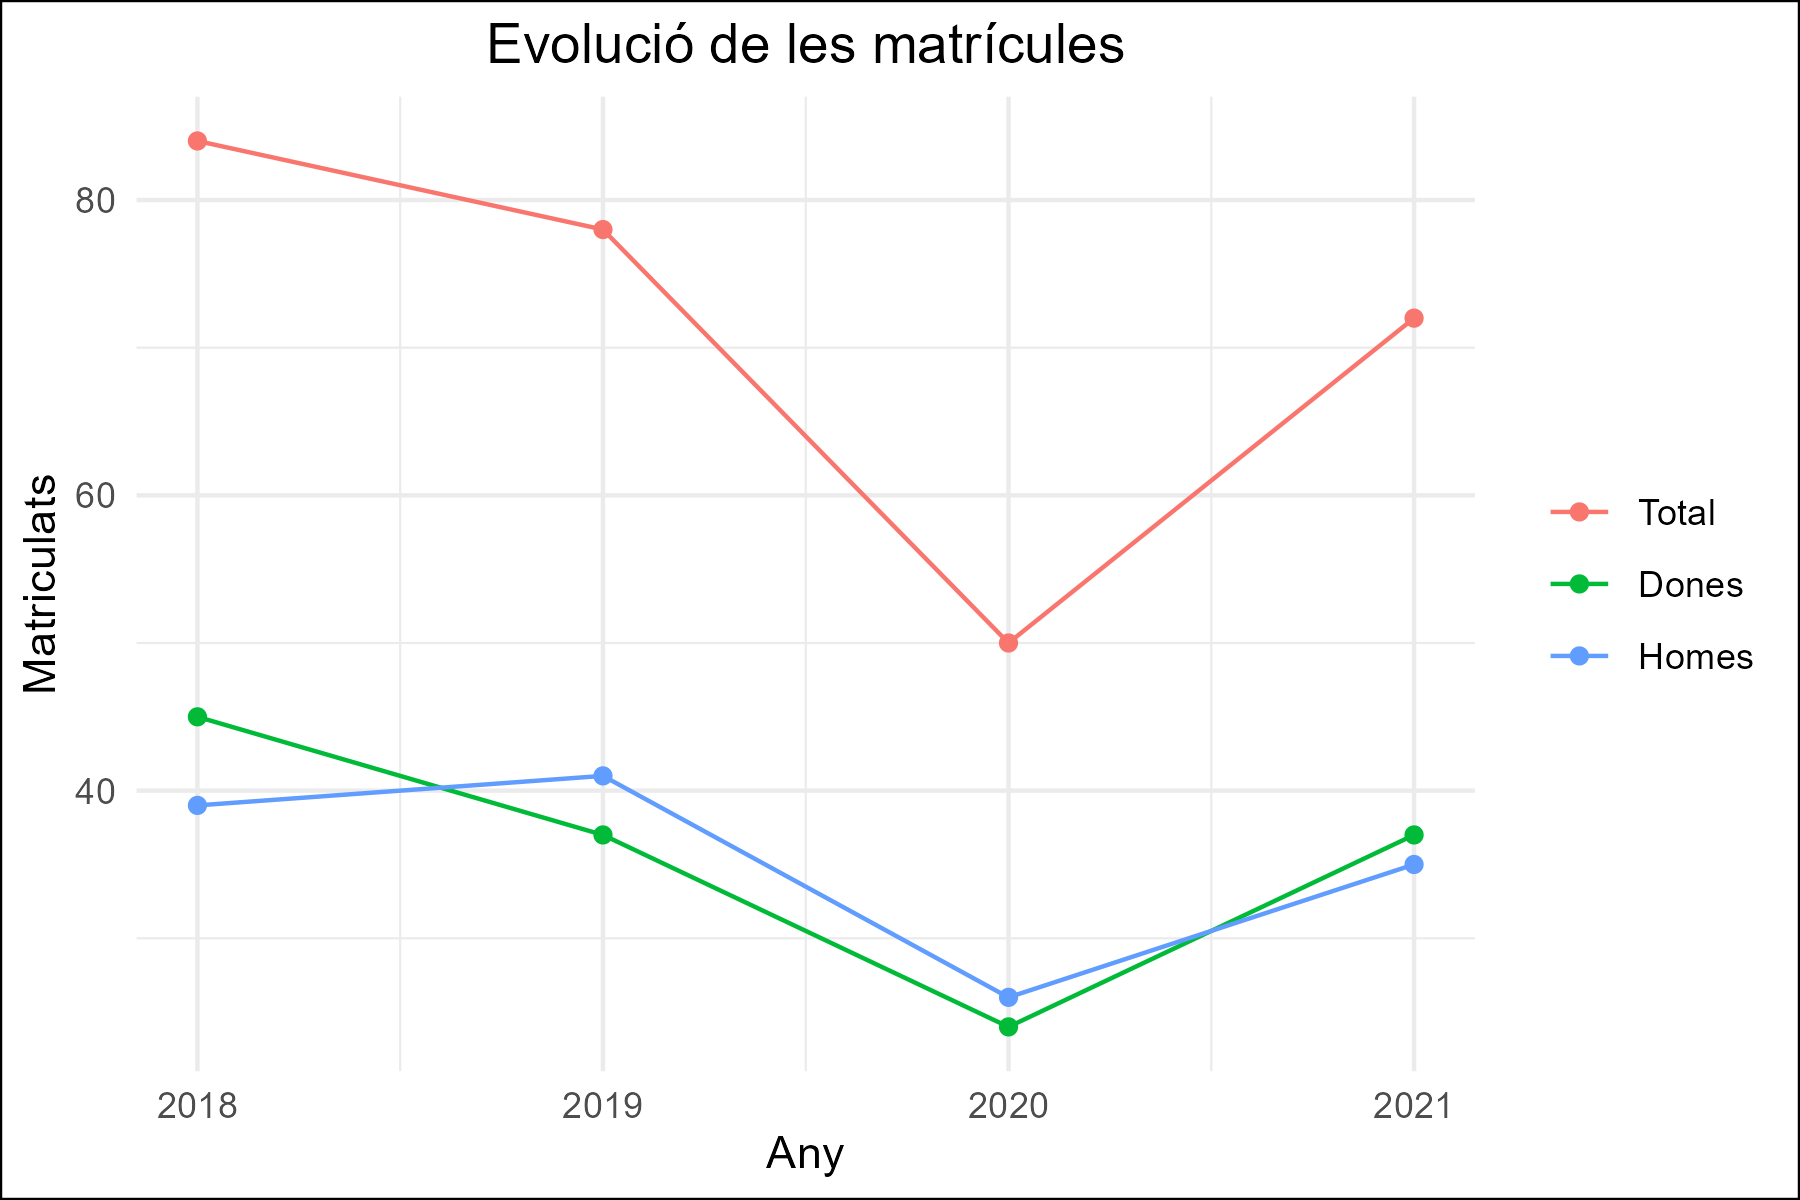 Evolució de les matrícules
80
60
40
Matriculats
2018
2019
2020
2021
Any
Total
Dones
Homes